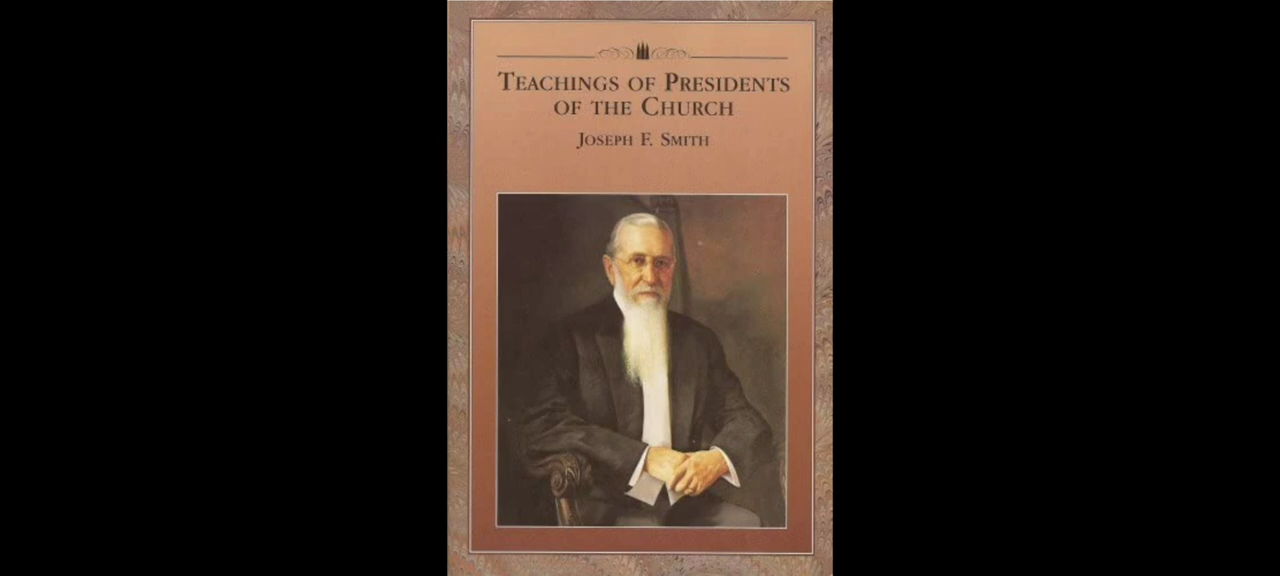 Teachings of Presidents
of the Church
Joseph F. Smith